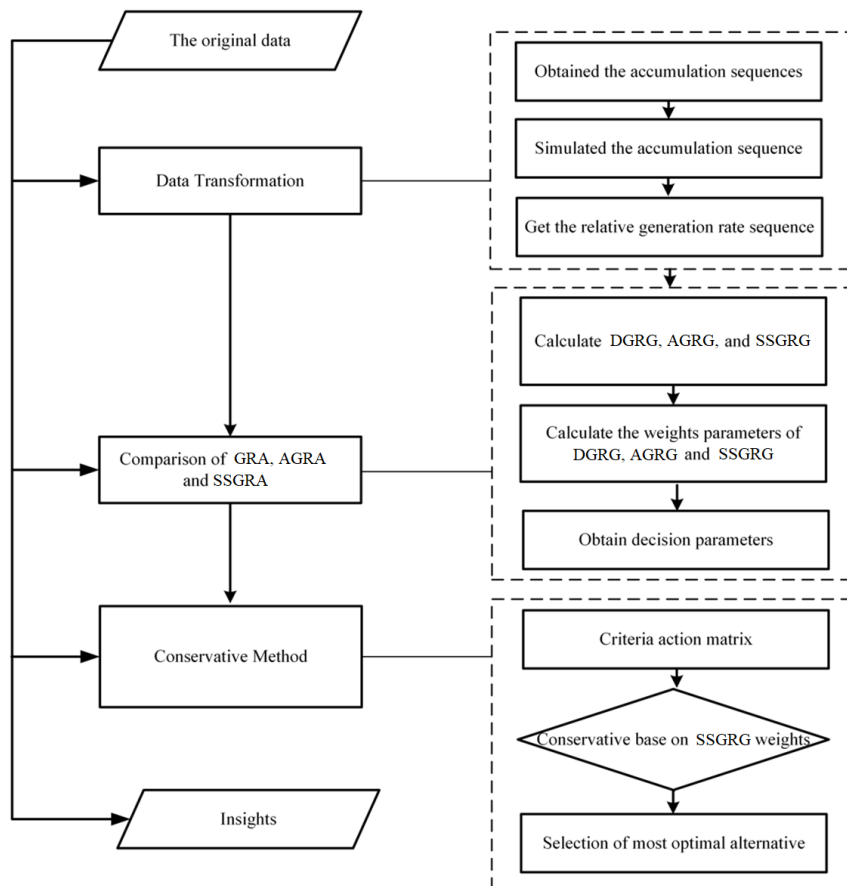 The original data
Obtained the accumulation sequences
Simulated the accumulation sequence
Data Transformation
Get the relative generation rate sequence
Calculate DGRG, AGRG, and SSGRG
Calculate the weights parameters of
DGRG, AGRG and SSGRG
Comparison of GRA, AGRA
and SSGRA
Obtain decision parameters
Criteria action matrix
Conservative Method
Conservative base on SSGRG weights
Insights
Selection of most optimal alternative